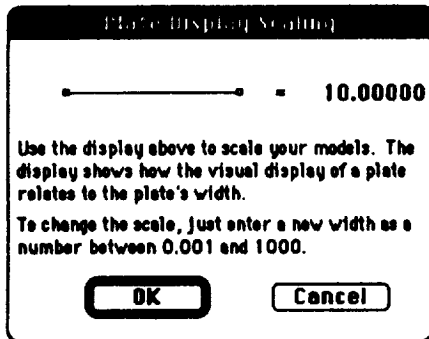 Plate Display Scaling
= 10.00000
Use the display above to scale your models. The
display shows how the visual display of a plate
relates to the plate's width.
To change the scale, just enter a new width as a
number between 0.001 and 1000.
OK Cancel